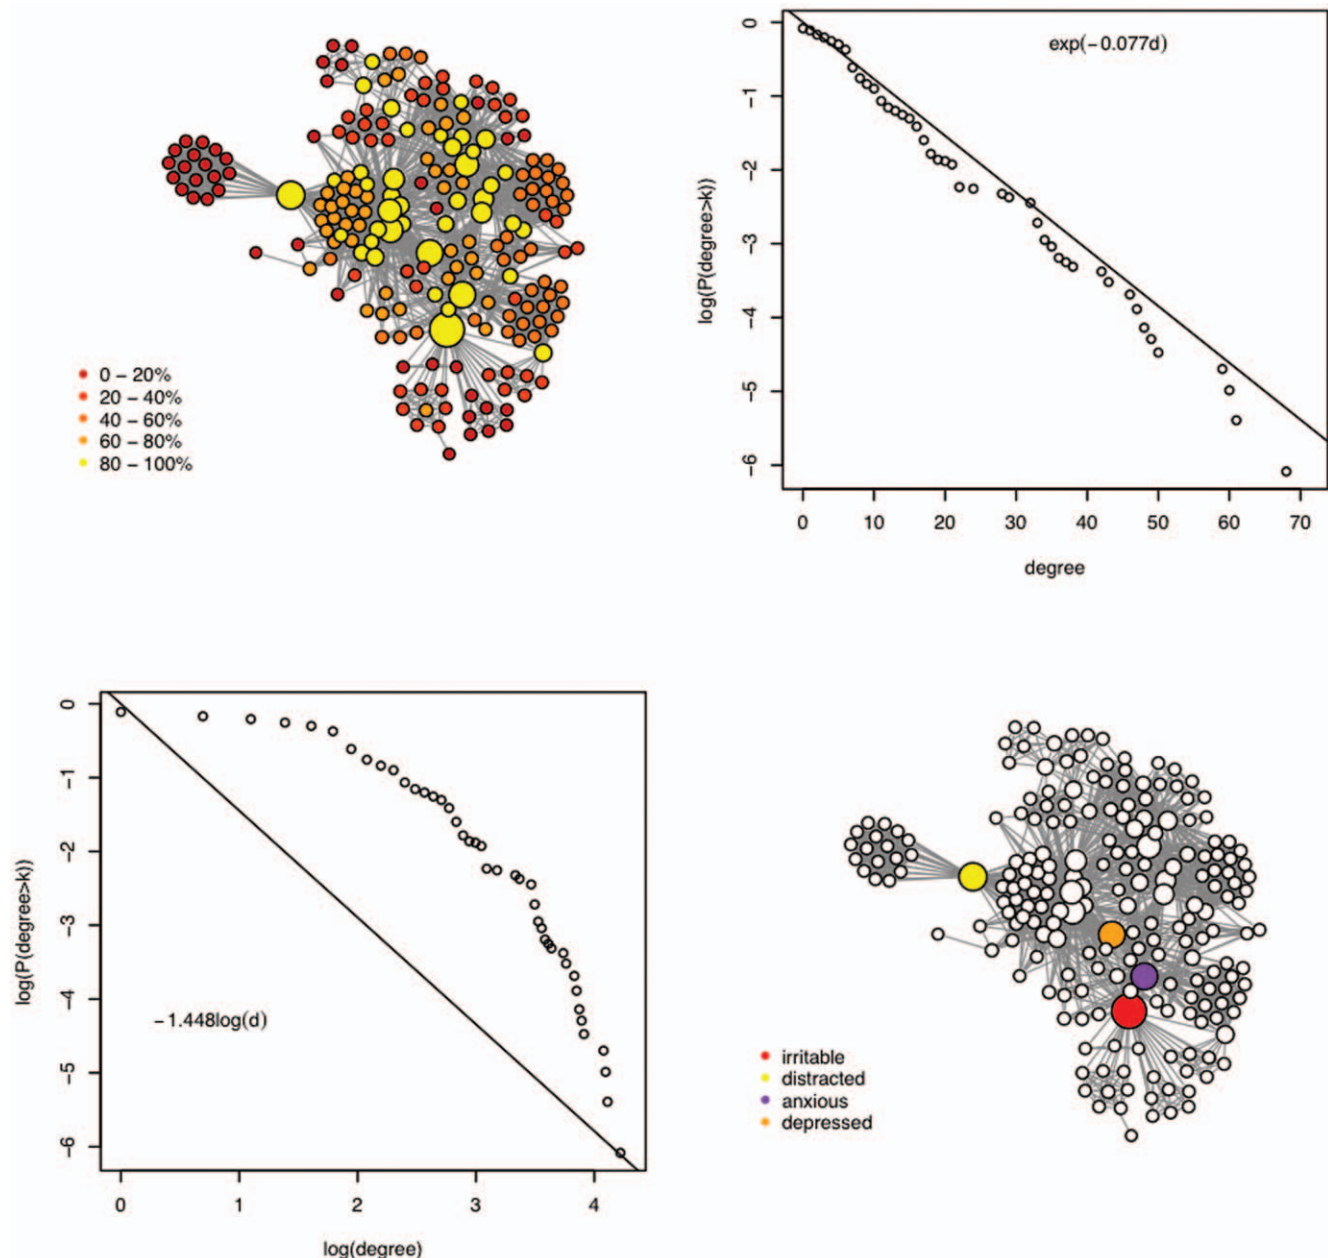 0 – 20%
20 – 40%
40 – 60%
60 – 80%
80 – 100%
exp(−0.077d)
log(P(degree>k))
0
−1
−2
−3
−4
−5
−6
0 10 20 30 40 50 60 70
degree
log(P(degree>k))
0
−1
−2
−3
−4
−5
−6
−1.448log(d)
0 1 2 3 4
log(degree)
irritable
distracted
anxious
depressed